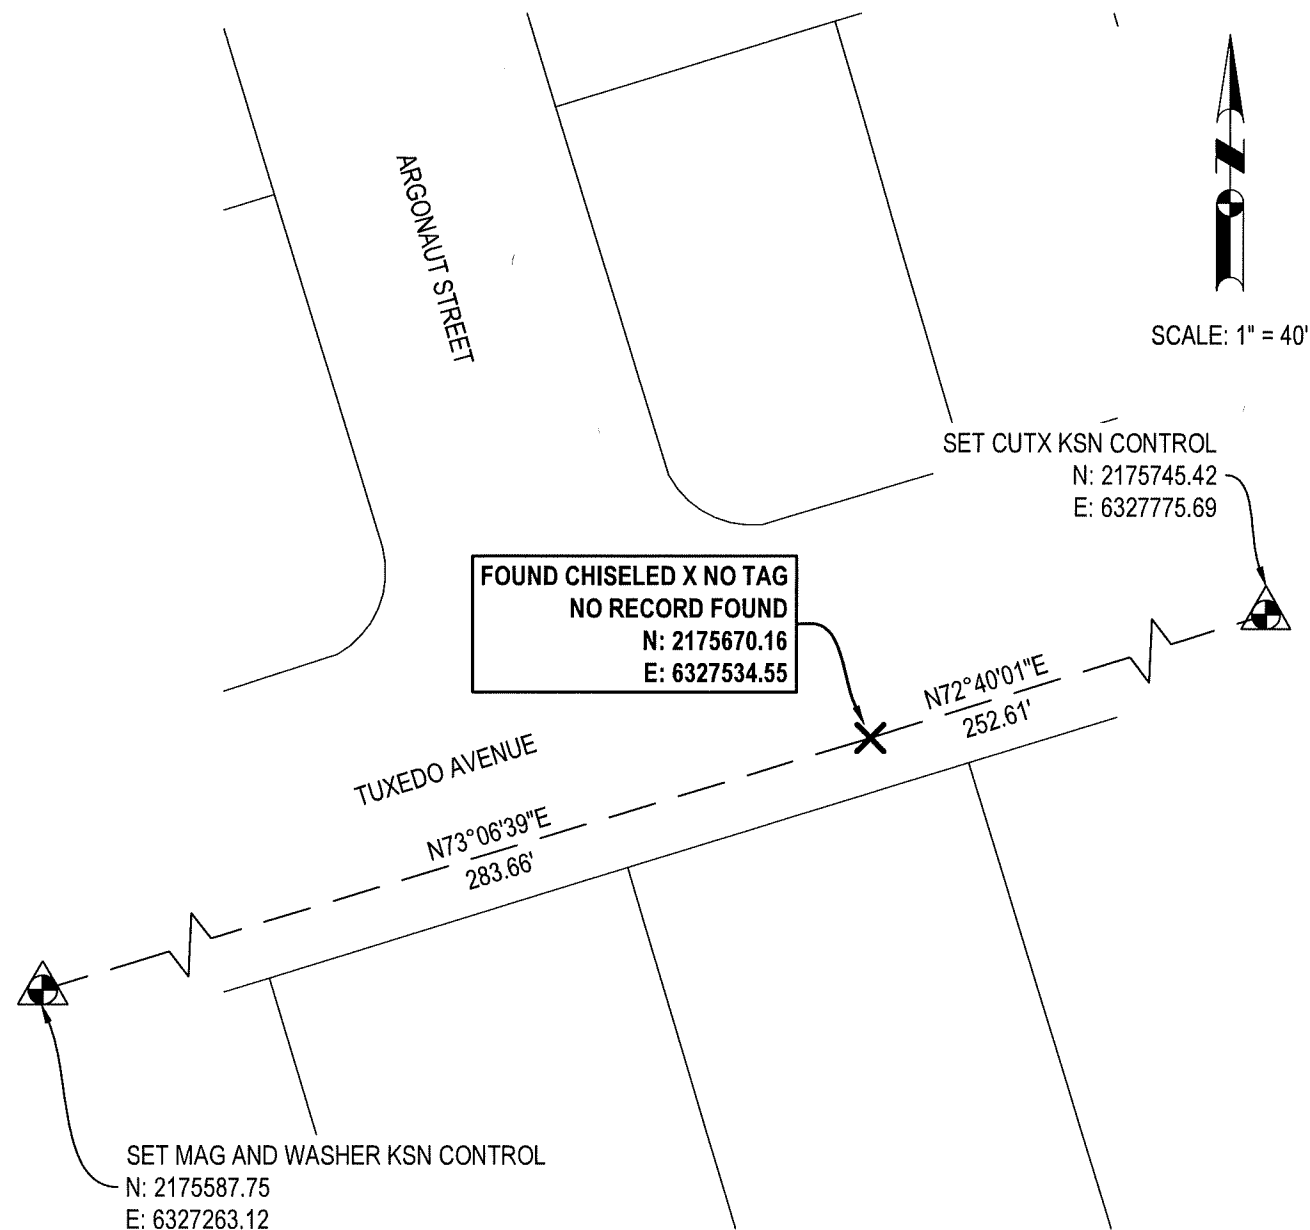 ARGONAUT STREET
N
SCALE: 1" = 40'
SET CUTX KSN CONTROL
N: 2175745.42
E: 6327775.69
FOUND CHISELED X NO TAG
NO RECORD FOUND
N: 2175670.16
E: 6327534.55
N72°40'01"E
252.61'
TUXEDO AVENUE
N73°06'39"E
283.66'
SET MAG AND WASHER KSN CONTROL
N: 2175587.75
E: 6327263.12